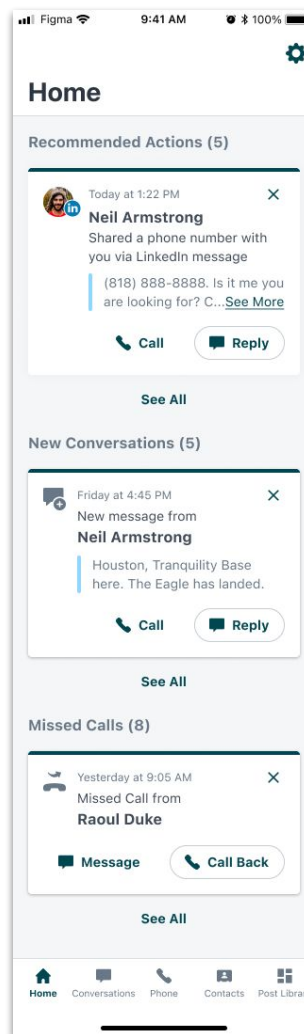 Figma 9:41 AM 100%
Home
Recommended Actions (5)
Today at 1:22 PM
in
Neil Armstrong
Shared a phone number with
you via LinkedIn message
(818) 888-8888. Is it me you
are looking for? C...See More
Call Reply
See All
New Conversations (5)
Friday at 4:45 PM
New message from
Neil Armstrong
Houston, Tranquility Base
here. The Eagle has landed.
Call Reply
See All
Missed Calls (8)
Yesterday at 9:05 AM
Missed Call from
Raoul Duke
Message Call Back
See All
Home Conversations Phone Contacts Post Librar